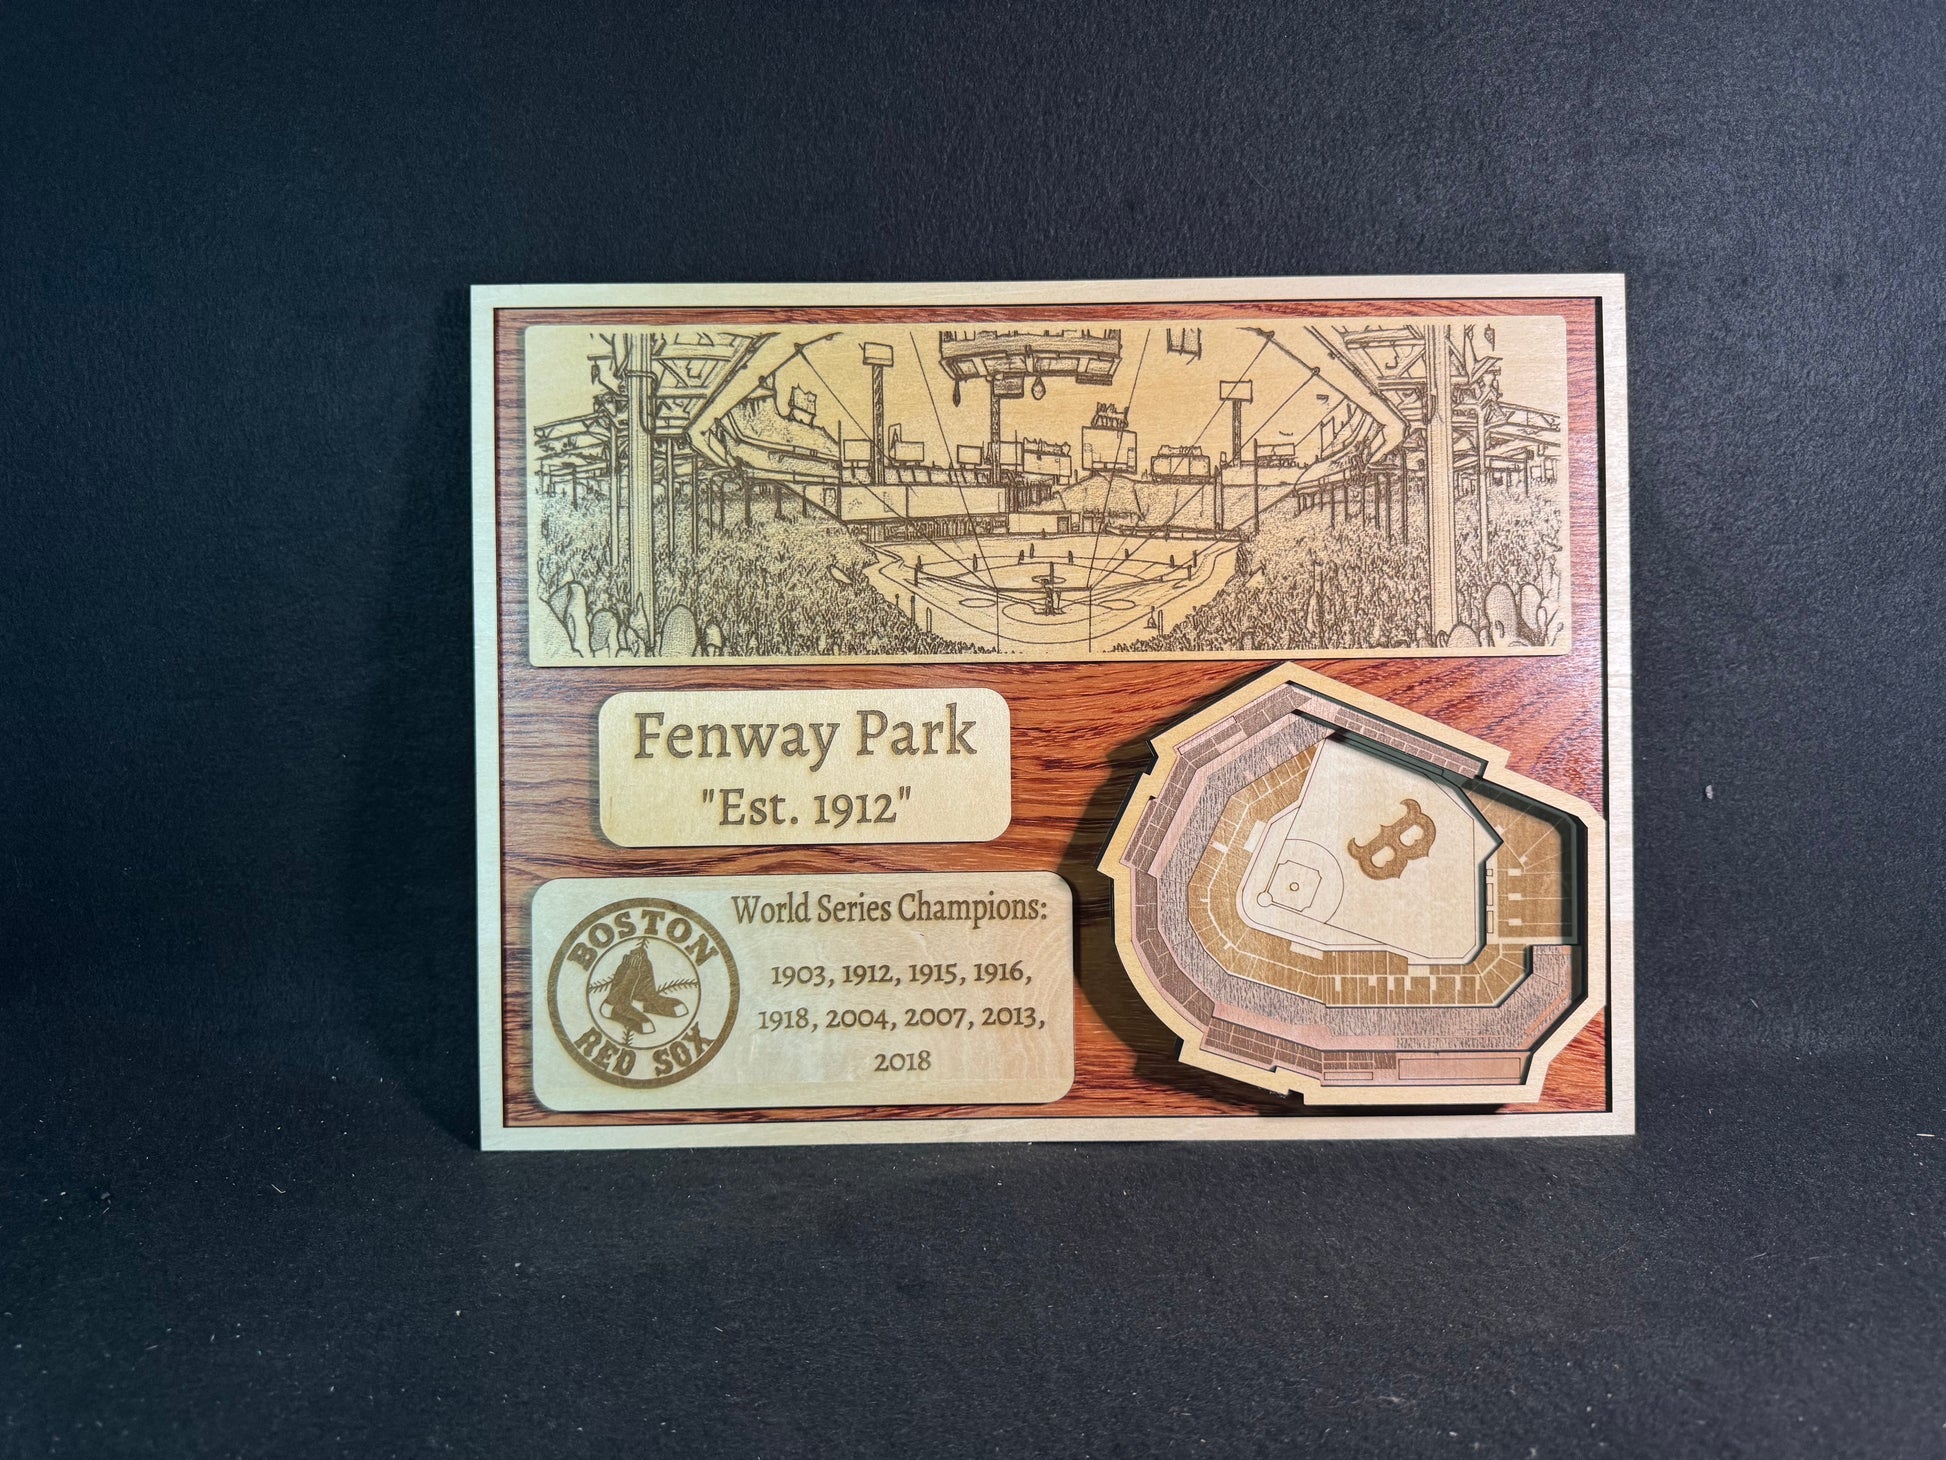 Fenway Park
"Est. 1912"
B
BOSTON
RED SOX
World Series Champions:
1903, 1912, 1915, 1916,
1918, 2004, 2007, 2013,
2018